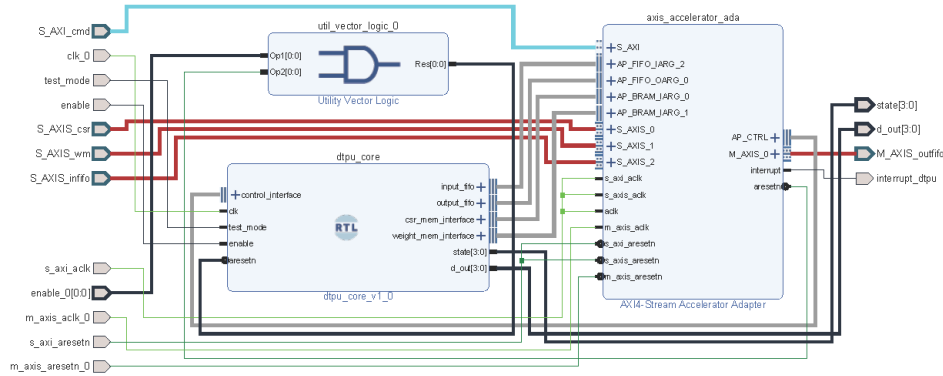 S_AXI_cmd
clk_0
test_mode
enable
S_AXIS_csr
S_AXIS_wm
S_AXIS_infifo
s_axi_aclk
enable_0[0:0]
m_axis_aclk_0
s_axi_aresetn
m_axis_aresetn_0
util_vector_logic_0
Op1[0:0]
Op2[0:0]
Res[0:0]
Utility Vector Logic
dtpu_core
control_interface
clk
test_mode
enable
aresetn
RTL
input_fifo
output_fifo
csr_mem_interface
weight_mem_interface
state[3:0]
d_out[3:0]
dtpu_core_v1_0
axis_accelerator_ada
S_AXI
AP_FIFO_IARG_2
AP_FIFO_OARG_0
AP_BRAM_IARG_0
AP_BRAM_IARG_1
S_AXIS_0
S_AXIS_1
S_AXIS_2
s_axi_aclk
s_axis_aclk
aclk
m_axis_aclk
s_axi_aresetn
s_axis_aresetn
m_axis_aresetn
AP_CTRL
M_AXIS_0
interrupt
aresetn
AXI4-Stream Accelerator Adapter
state[3:0]
d_out[3:0]
M_AXIS_outfifo
interrupt_dtpu